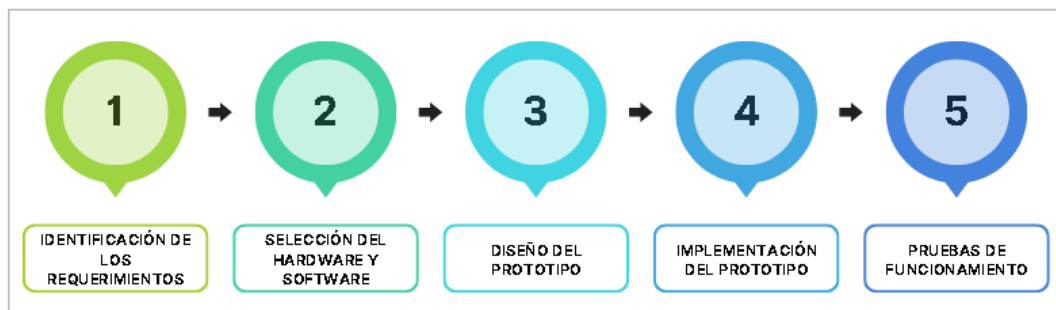 1
2
3
4
5
IDENTIFICACIÓN DE
LOS
REQUERIMIENTOS
SELECCIÓN DEL
HARDWARE Y
SOFTWARE
DISEÑO DEL
PROTOTIPO
IMPLEMENTACIÓN
DEL PROTOTIPO
PRUEBAS DE
FUNCIONAMIENTO